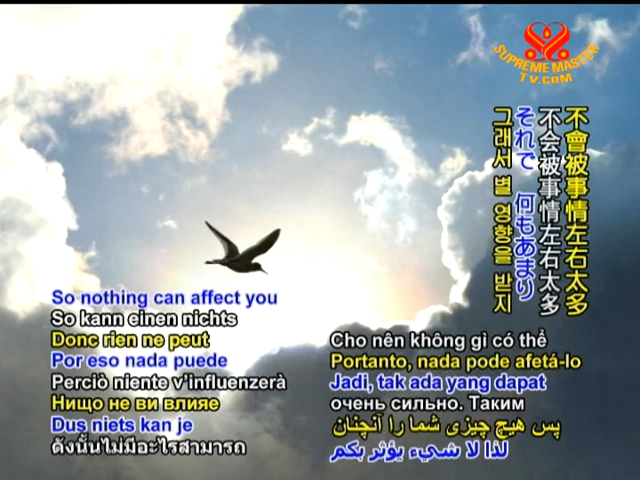 SUPREME MASTER
TV.COM
不會被事情左右太多
不会被事情左右太多
それで 何もあまり
그래서 별 영향을 받지
So nothing can affect you
So kann einen nichts
Donc rien ne peut
Por eso nada puede
Perciò niente v'influenzerà
Нищо не ви влияе
Dus niets kan je
ดังนั้นไม่มีอะไรสามารถ
Cho nên không gì có thể
Portanto, nada pode afetá-lo
Jadi, tak ada yang dapat
очень сильно. Таким
پس هیچ چیزی شما را آنچنان
لذا لا شيء يؤثر بكم